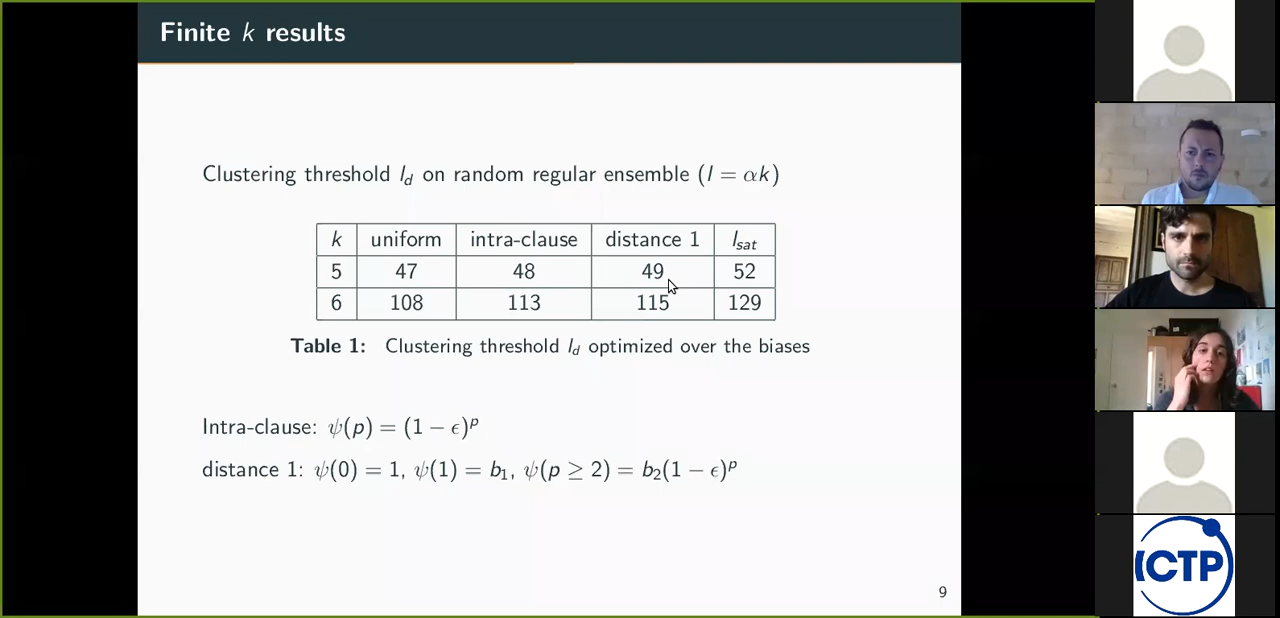 Finite k results
Clustering threshold l_d on random regular ensemble (l = αk)
k uniform intra-clause distance 1 l_sat
5 47 48 49 52
6 108 113 115 129
Table 1: Clustering threshold l_d optimized over the biases
Intra-clause: ψ(p) = (1 − ϵ)^p
distance 1: ψ(0) = 1, ψ(1) = b_1, ψ(p ≥ 2) = b_2(1 − ϵ)^p
9
ICTP